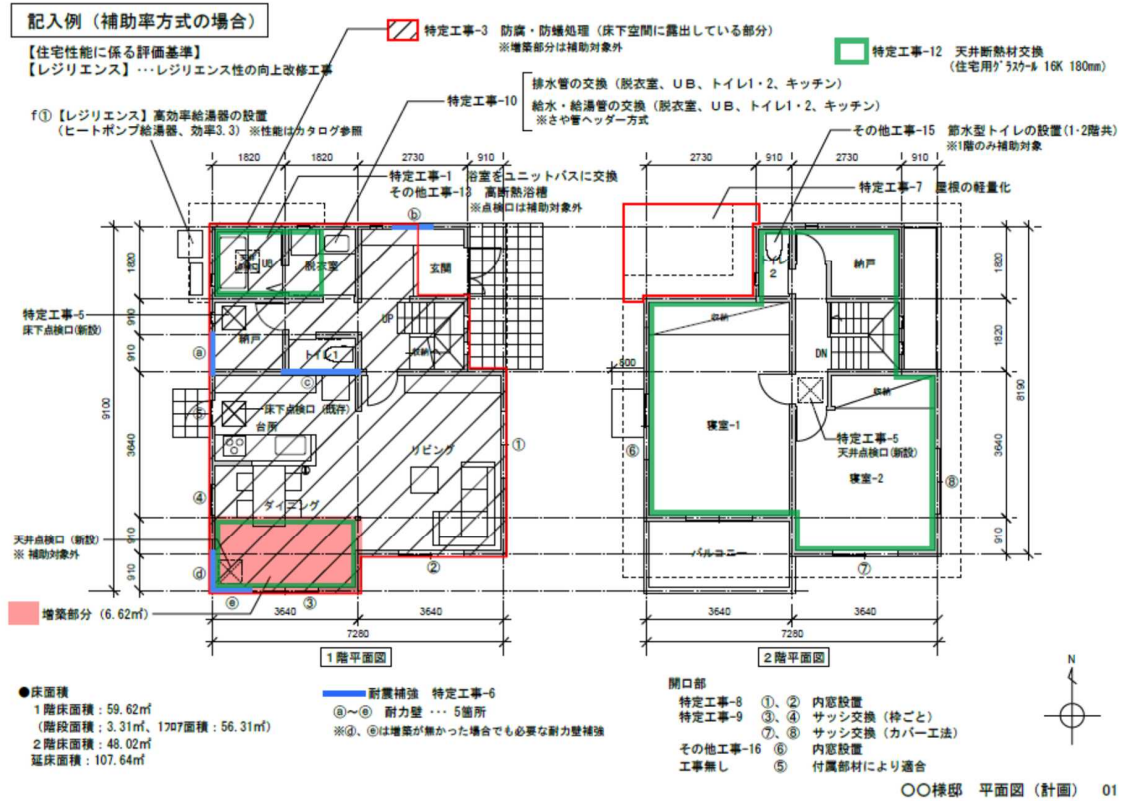 記入例（補助率方式の場合）
【住宅性能に係る評価基準】
【レジリエンス】･･･レジリエンス性の向上改修工事
特定工事-3 防腐・防蟻処理（床下空間に露出している部分）
※増築部分は補助対象外
特定工事-12 天井断熱材交換
（住宅用ｸﾞﾗｽｳｰﾙ 16K 180mm）
特定工事-10
排水管の交換（脱衣室、ＵＢ、トイレ1・2、キッチン）
給水・給湯管の交換（脱衣室、ＵＢ、トイレ1・2、キッチン）
※さや管ヘッダー方式
f①【レジリエンス】高効率給湯器の設置
（ヒートポンプ給湯器、効率3.3）※性能はカタログ参照
その他工事-15 節水型トイレの設置(1・2階共)
※1階のみ補助対象
1820 1820 2730 910
2730 910 2730 910
特定工事-1 浴室をユニットバスに交換
その他工事-13 高断熱浴槽
※点検口は補助対象外
特定工事-7 屋根の軽量化
ⓑ
天井
点検口
UB
脱衣室
玄関
トイレ
2
納戸
1820
1820
1820
特定工事-5
床下点検口(新設)
納戸
UP
収納
トイレ1
ⓐ
ⓒ
910
910
収納
DN
1820
800
9100
8190
⑤
床下点検口（既存）
台所
リビング
①
3640
寝室-1
収納
特定工事-5
天井点検口(新設)
寝室-2
⑥
3640
④
ダイニング
⑧
天井点検口（新設）
※ 補助対象外
910
910
バルコニー
910
②
⑦
ⓓ
ⓔ
③
増築部分（6.62㎡）
3640 3640
7280
3640 3640
7280
1階平面図
2階平面図
●床面積
1階床面積：59.62㎡
（階段面積：3.31㎡、1ﾌﾛｱ面積：56.31㎡）
2階床面積：48.02㎡
延床面積：107.64㎡
耐震補強 特定工事-6
ⓐ～ⓔ 耐力壁 ･･･ 5箇所
※ⓓ、ⓔは増築が無かった場合でも必要な耐力壁補強
開口部
特定工事-8 ①、② 内窓設置
特定工事-9 ③、④ サッシ交換（枠ごと）
⑦、⑧ サッシ交換（カバー工法）
その他工事-16 ⑥ 内窓設置
工事無し ⑤ 付属部材により適合
N
〇〇様邸 平面図（計画） 01